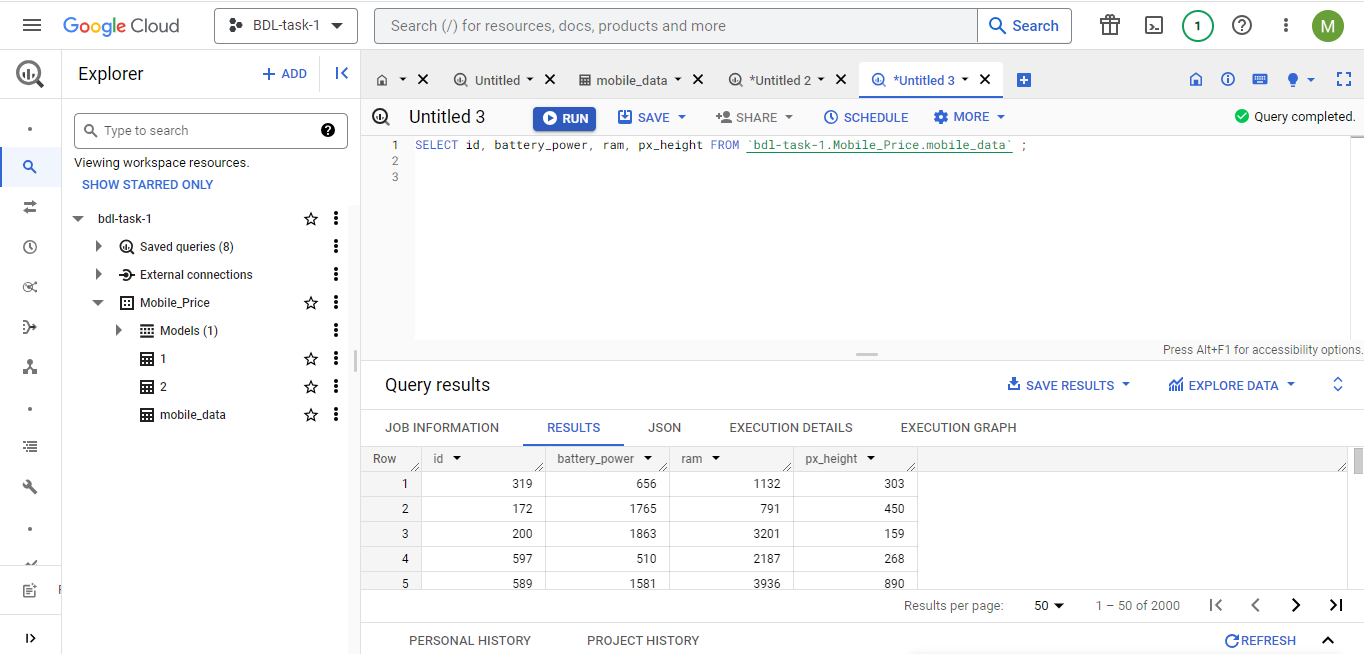 Google Cloud BDL-task-1 Search (/) for resources, docs, products and more Search 1 M
Explorer + ADD
Untitled mobile_data *Untitled 2 *Untitled 3
Untitled 3 RUN SAVE SHARE SCHEDULE MORE Query completed.
Type to search
Viewing workspace resources.
SHOW STARRED ONLY
bdl-task-1
Saved queries (8)
External connections
Mobile_Price
Models (1)
1
2
mobile_data
1 SELECT id, battery_power, ram, px_height FROM `bdl-task-1.Mobile_Price.mobile_data` ;
2
3
Press Alt+F1 for accessibility options.
Query results SAVE RESULTS EXPLORE DATA
JOB INFORMATION RESULTS JSON EXECUTION DETAILS EXECUTION GRAPH
Row id battery_power ram px_height
1 319 656 1132 303
2 172 1765 791 450
3 200 1863 3201 159
4 597 510 2187 268
5 589 1581 3936 890
Results per page: 50 1 – 50 of 2000
PERSONAL HISTORY PROJECT HISTORY REFRESH